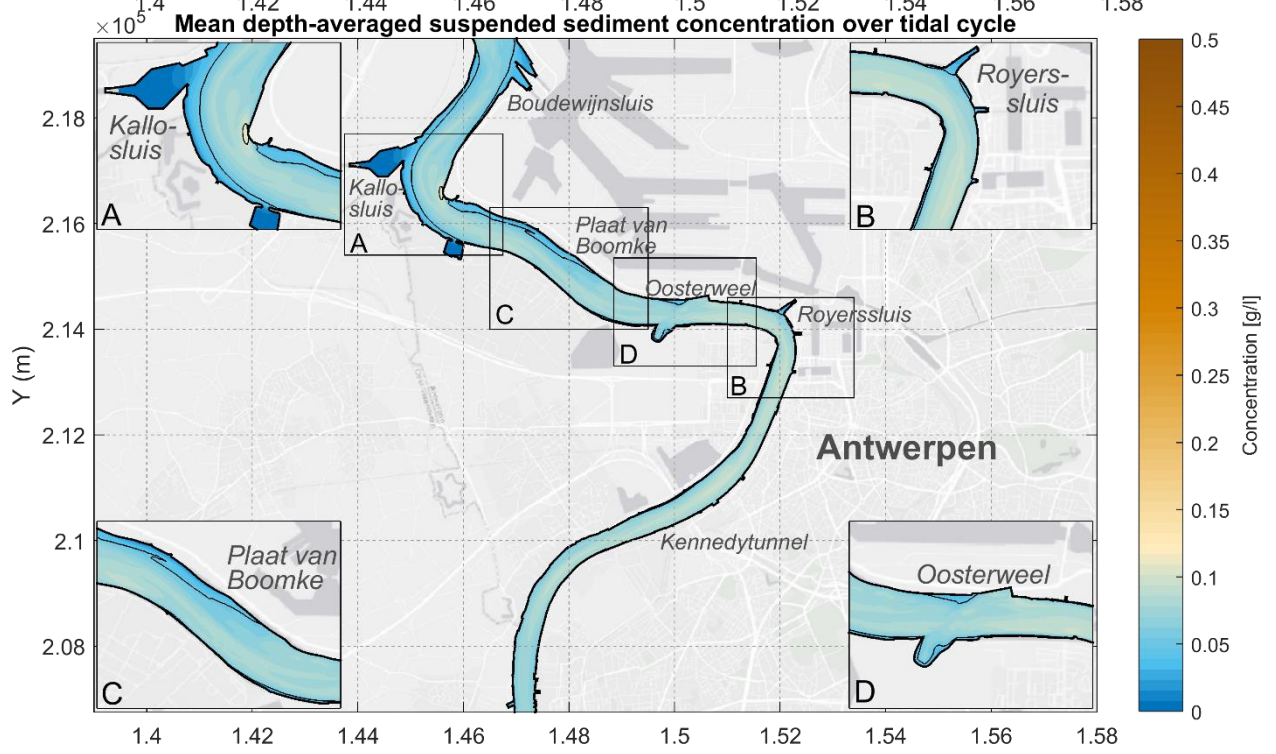 1.4 1.42 1.44 1.46 1.48 1.5 1.52 1.54 1.56 1.58
×10⁵ Mean depth-averaged suspended sediment concentration over tidal cycle
Kallo-
sluis
A
Boudewijnsluis
Kallo-
sluis
A
Plaat van
Boomke
C
Oosterweel
D
Royerssluis
B
Royers-
sluis
B
Antwerpen
Kennedytunnel
Plaat van
Boomke
C
Oosterweel
D
2.18
2.16
2.14
2.12
2.1
2.08
Y (m)
1.4 1.42 1.44 1.46 1.48 1.5 1.52 1.54 1.56 1.58
0.5
0.45
0.4
0.35
0.3
0.25
0.2
0.15
0.1
0.05
0
Concentration [g/l]